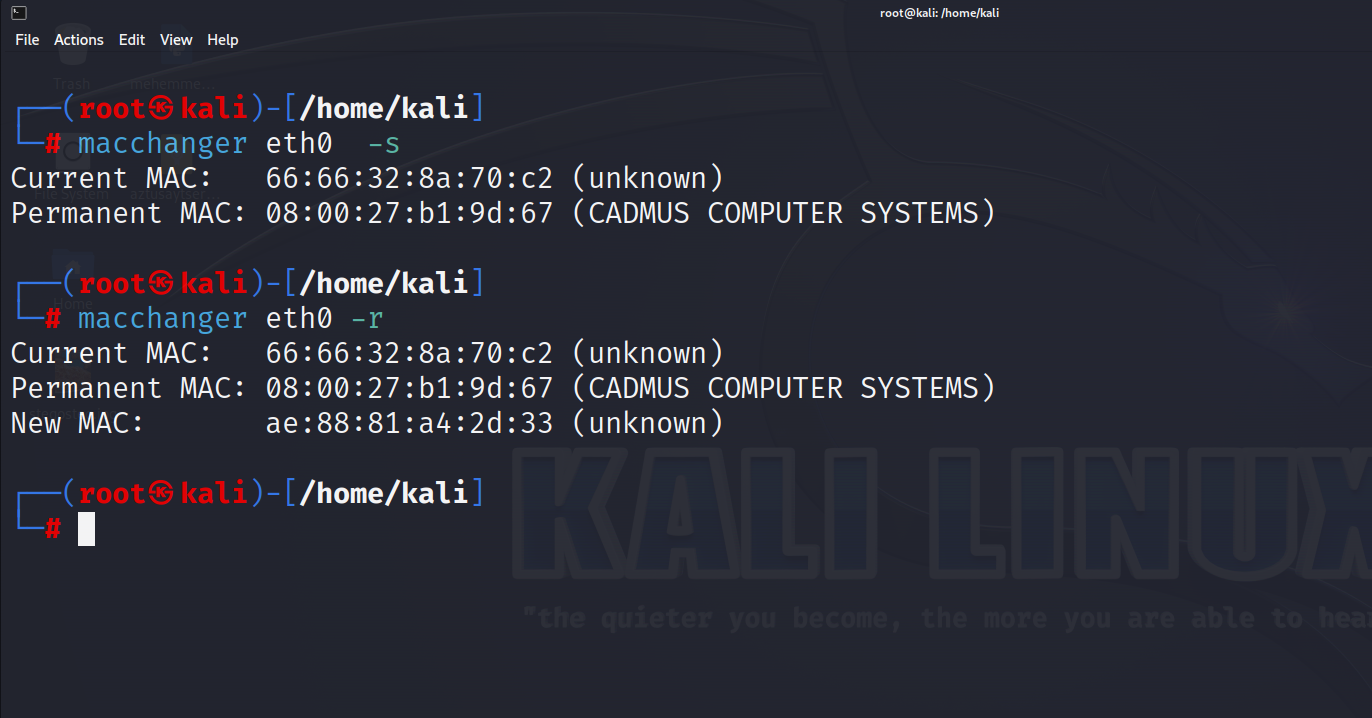 root@kali: /home/kali
File Actions Edit View Help
Trash
┌──(root㉿kali)-[/home/kali]
└─# macchanger eth0  -s
Current MAC:   66:66:32:8a:70:c2 (unknown)
Permanent MAC: 08:00:27:b1:9d:67 (CADMUS COMPUTER SYSTEMS)
┌──(root㉿kali)-[/home/kali]
Home
└─# macchanger eth0 -r
Current MAC:   66:66:32:8a:70:c2 (unknown)
Permanent MAC: 08:00:27:b1:9d:67 (CADMUS COMPUTER SYSTEMS)
New MAC:       ae:88:81:a4:2d:33 (unknown)
┌──(root㉿kali)-[/home/kali]
└─#
KALI LINUX
"the quieter you become, the more you are able to hear